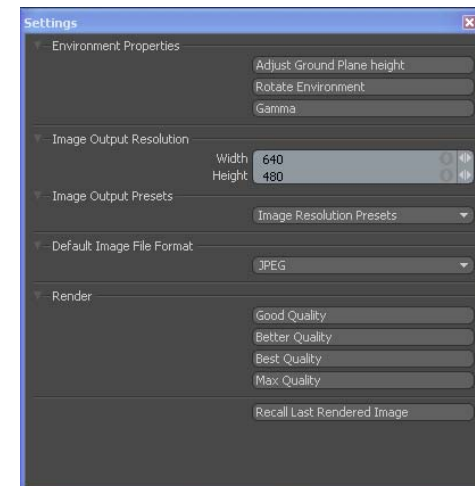 Settings
Environment Properties
Adjust Ground Plane height
Rotate Environment
Gamma
Image Output Resolution
Width 640
Height 480
Image Output Presets
Image Resolution Presets
Default Image File Format
JPEG
Render
Good Quality
Better Quality
Best Quality
Max Quality
Recall Last Rendered Image